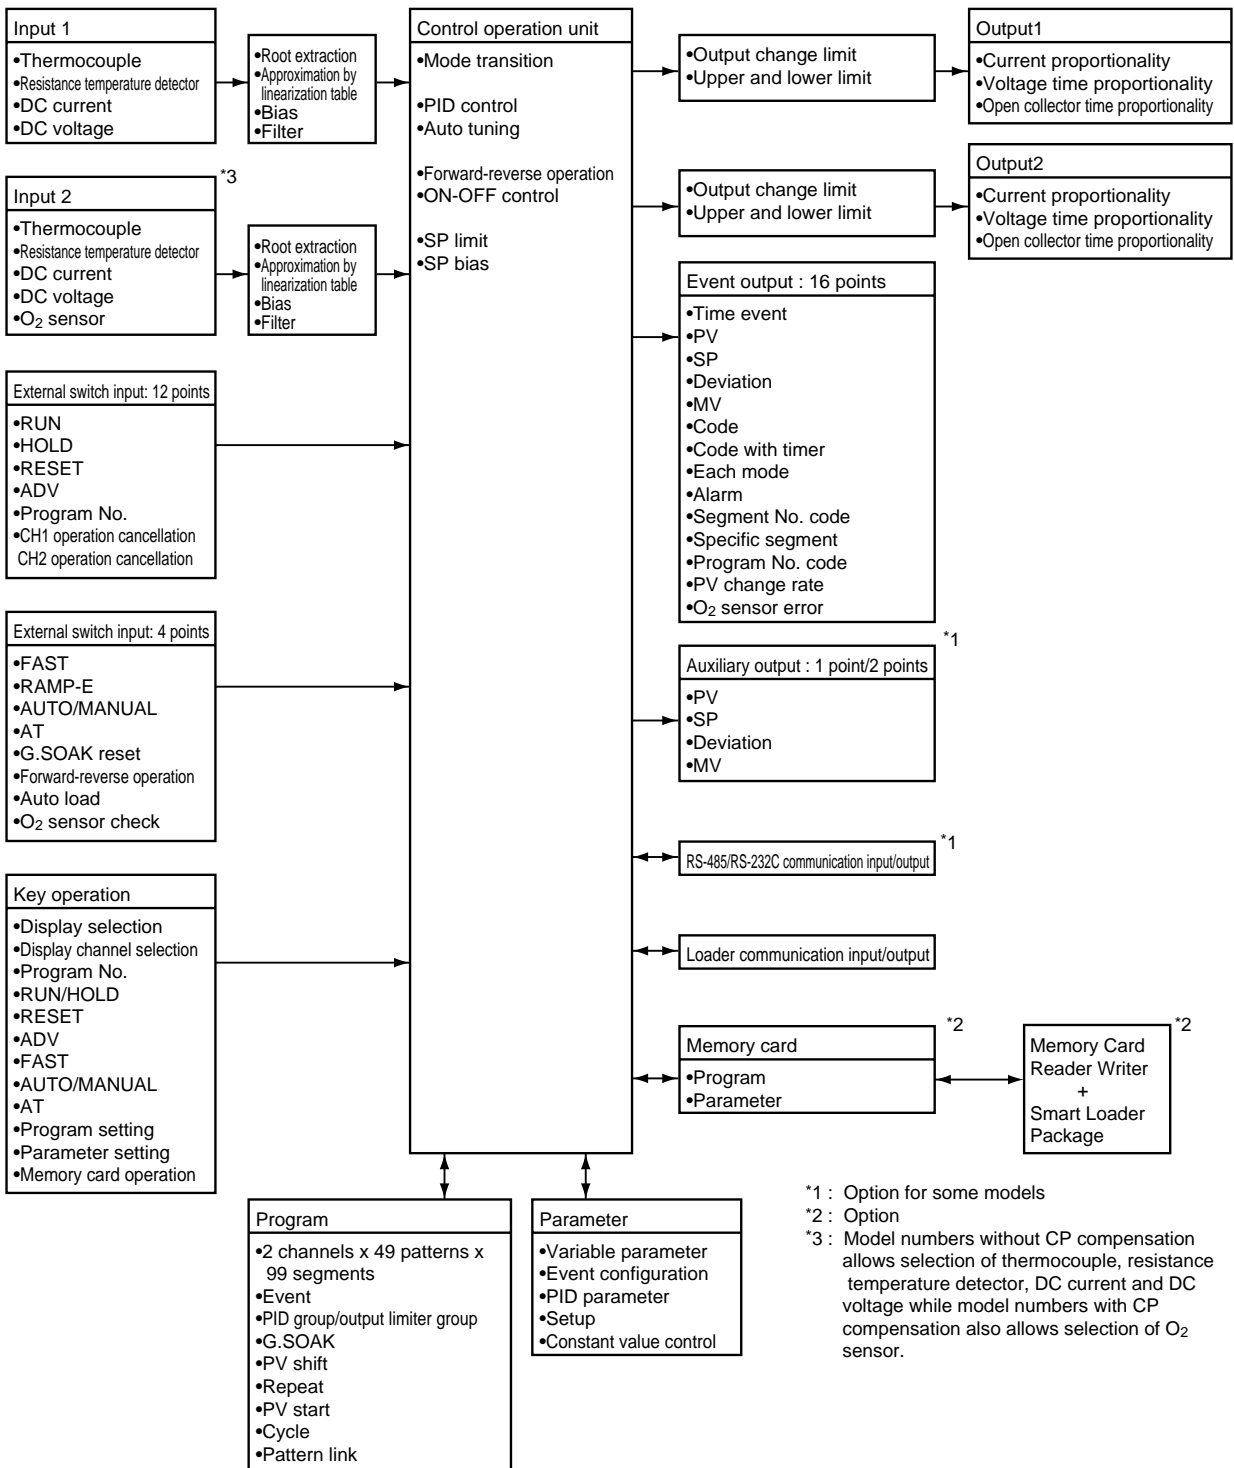 Input 1
•Thermocouple
•Resistance temperature detector
•DC current
•DC voltage
•Root extraction
•Approximation by
linearization table
•Bias
•Filter
Input 2
*3
•Thermocouple
•Resistance temperature detector
•DC current
•DC voltage
•O2 sensor
•Root extraction
•Approximation by
linearization table
•Bias
•Filter
External switch input: 12 points
•RUN
•HOLD
•RESET
•ADV
•Program No.
•CH1 operation cancellation
CH2 operation cancellation
External switch input: 4 points
•FAST
•RAMP-E
•AUTO/MANUAL
•AT
•G.SOAK reset
•Forward-reverse operation
•Auto load
•O2 sensor check
Key operation
•Display selection
•Display channel selection
•Program No.
•RUN/HOLD
•RESET
•ADV
•FAST
•AUTO/MANUAL
•AT
•Program setting
•Parameter setting
•Memory card operation
Control operation unit
•Mode transition
•PID control
•Auto tuning
•Forward-reverse operation
•ON-OFF control
•SP limit
•SP bias
•Output change limit
•Upper and lower limit
Output1
•Current proportionality
•Voltage time proportionality
•Open collector time proportionality
•Output change limit
•Upper and lower limit
Output2
•Current proportionality
•Voltage time proportionality
•Open collector time proportionality
Event output : 16 points
•Time event
•PV
•SP
•Deviation
•MV
•Code
•Code with timer
•Each mode
•Alarm
•Segment No. code
•Specific segment
•Program No. code
•PV change rate
•O2 sensor error
*1
Auxiliary output : 1 point/2 points
•PV
•SP
•Deviation
•MV
*1
RS-485/RS-232C communication input/output
Loader communication input/output
*2
Memory card
•Program
•Parameter
*2
Memory Card
Reader Writer
+
Smart Loader
Package
Program
•2 channels x 49 patterns x
99 segments
•Event
•PID group/output limiter group
•G.SOAK
•PV shift
•Repeat
•PV start
•Cycle
•Pattern link
Parameter
•Variable parameter
•Event configuration
•PID parameter
•Setup
•Constant value control
*1 : Option for some models
*2 : Option
*3 : Model numbers without CP compensation
allows selection of thermocouple, resistance
temperature detector, DC current and DC
voltage while model numbers with CP
compensation also allows selection of O2
sensor.